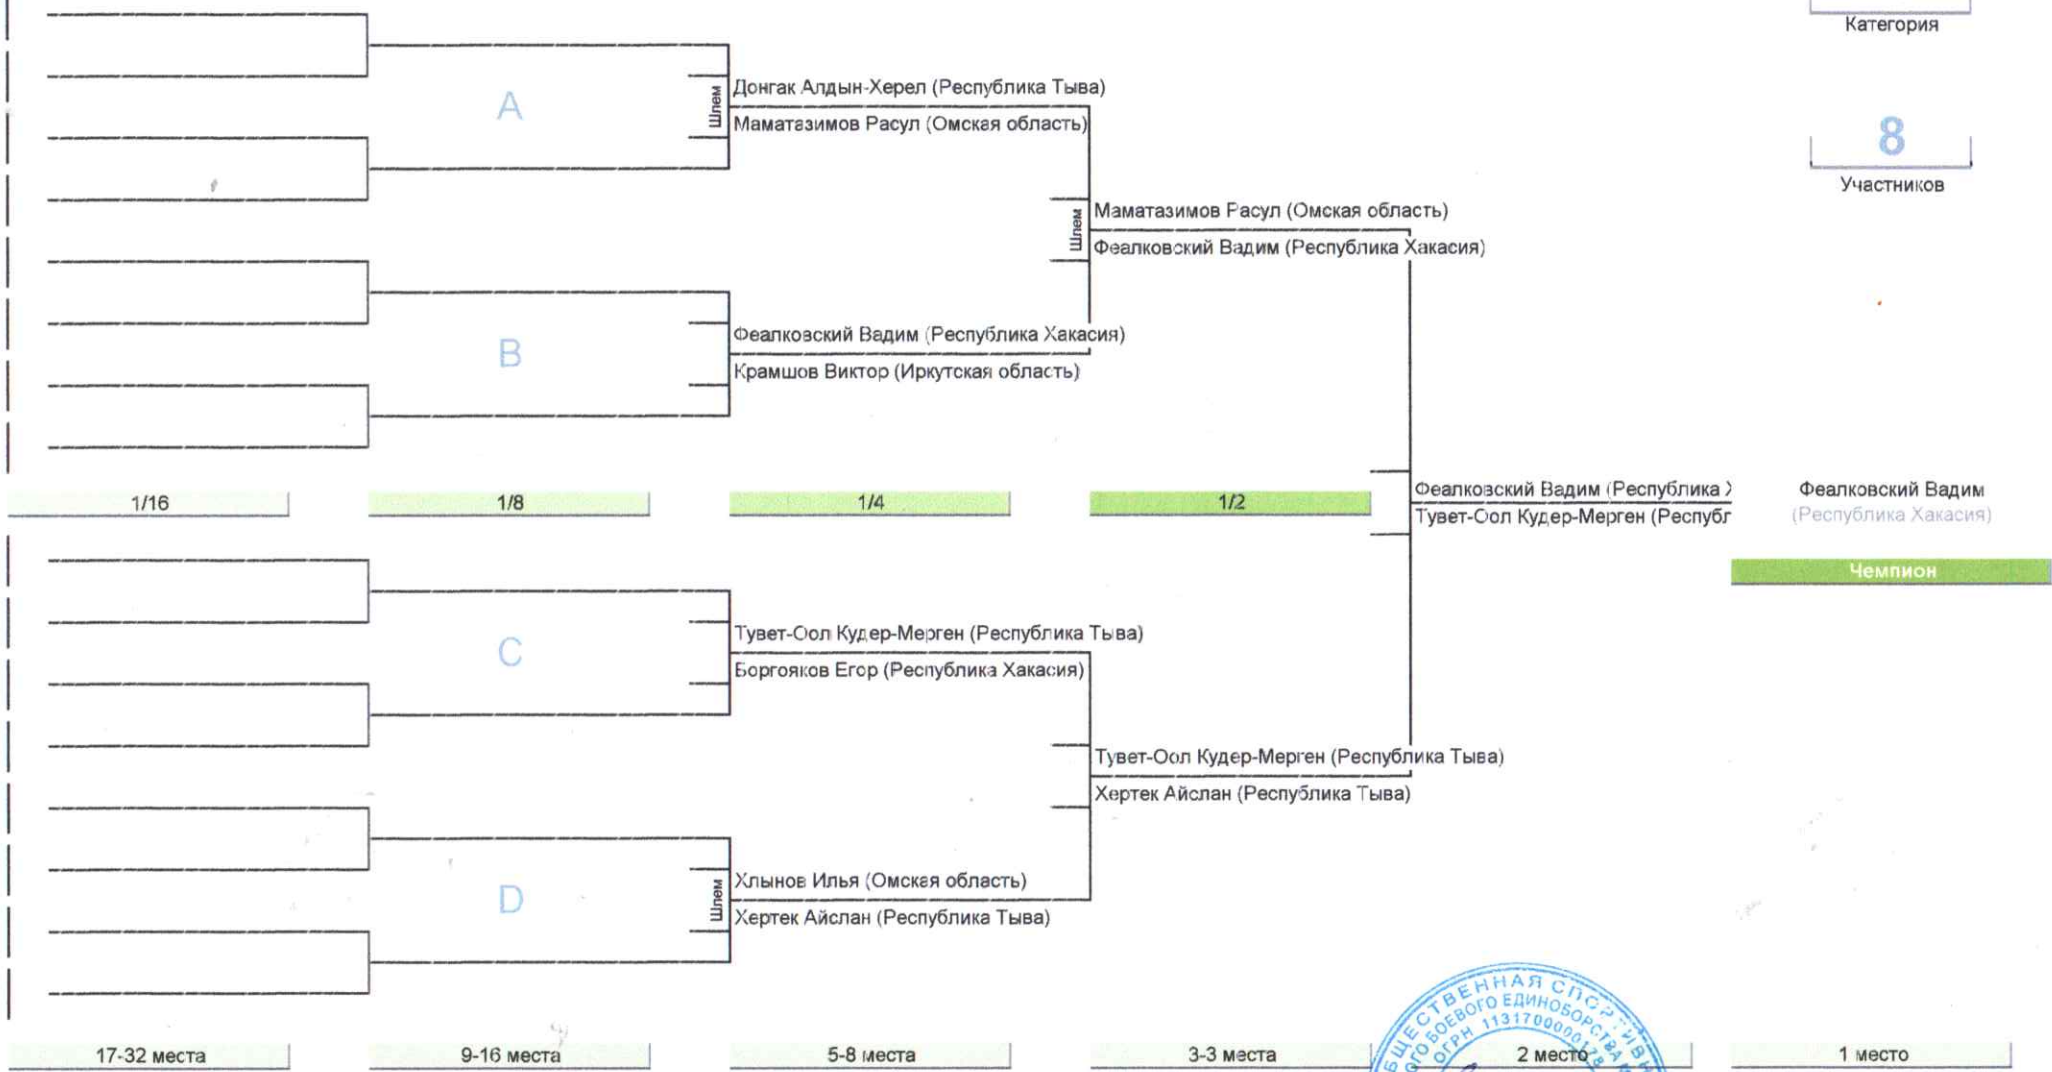 Категория
8
Участников
A
Шлем
Донгак Алдын-Херел (Республика Тыва)
Маматазимов Расул (Омская область)
Шлем
Маматазимов Расул (Омская область)
Феалковский Вадим (Республика Хакасия)
B
Феалковский Вадим (Республика Хакасия)
Крамшов Виктор (Иркутская область)
1/16
1/8
1/4
1/2
Феалковский Вадим (Республика
Тувет-Оол Кудер-Мерген (Республ
Феалковский Вадим
(Республика Хакасия)
Чемпион
C
Тувет-Оол Кудер-Мерген (Республика Тыва)
Боргояков Егор (Республика Хакасия)
Тувет-Оол Кудер-Мерген (Республика Тыва)
Хертек Айслан (Республика Тыва)
D
Шлем
Хлынов Илья (Омская область)
Хертек Айслан (Республика Тыва)
17-32 места
9-16 места
5-8 места
3-3 места
2 место
1 место
БОЕВОГО ЕДИНОБОРСТВА
ОГРН